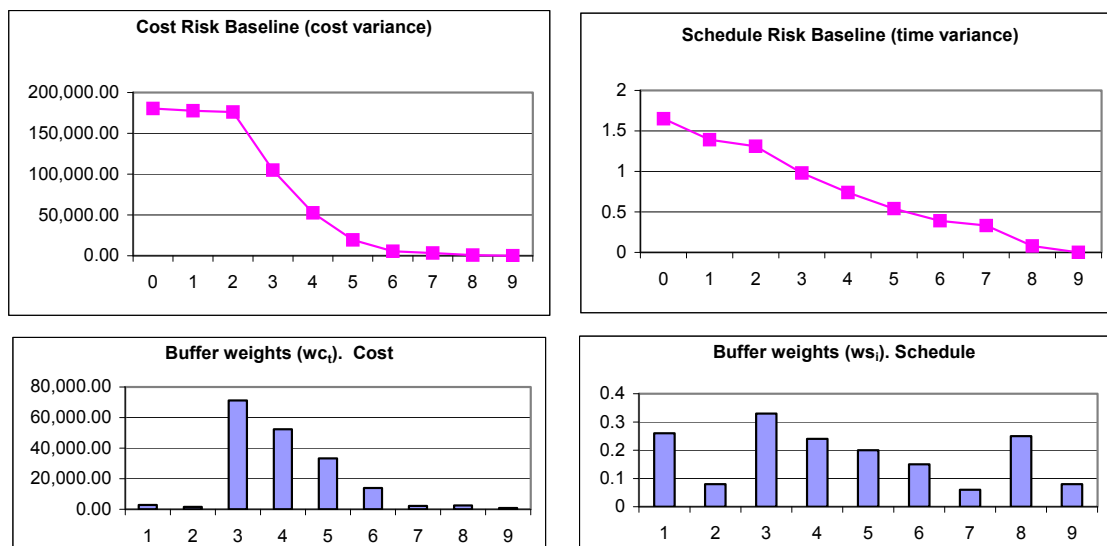 Cost Risk Baseline (cost variance)
200,000.00
150,000.00
100,000.00
50,000.00
0.00
0 1 2 3 4 5 6 7 8 9
Schedule Risk Baseline (time variance)
2
1.5
1
0.5
0
0 1 2 3 4 5 6 7 8 9
Buffer weights (wct). Cost
80,000.00
60,000.00
40,000.00
20,000.00
0.00
1 2 3 4 5 6 7 8 9
Buffer weights (wsi). Schedule
0.4
0.3
0.2
0.1
0
1 2 3 4 5 6 7 8 9